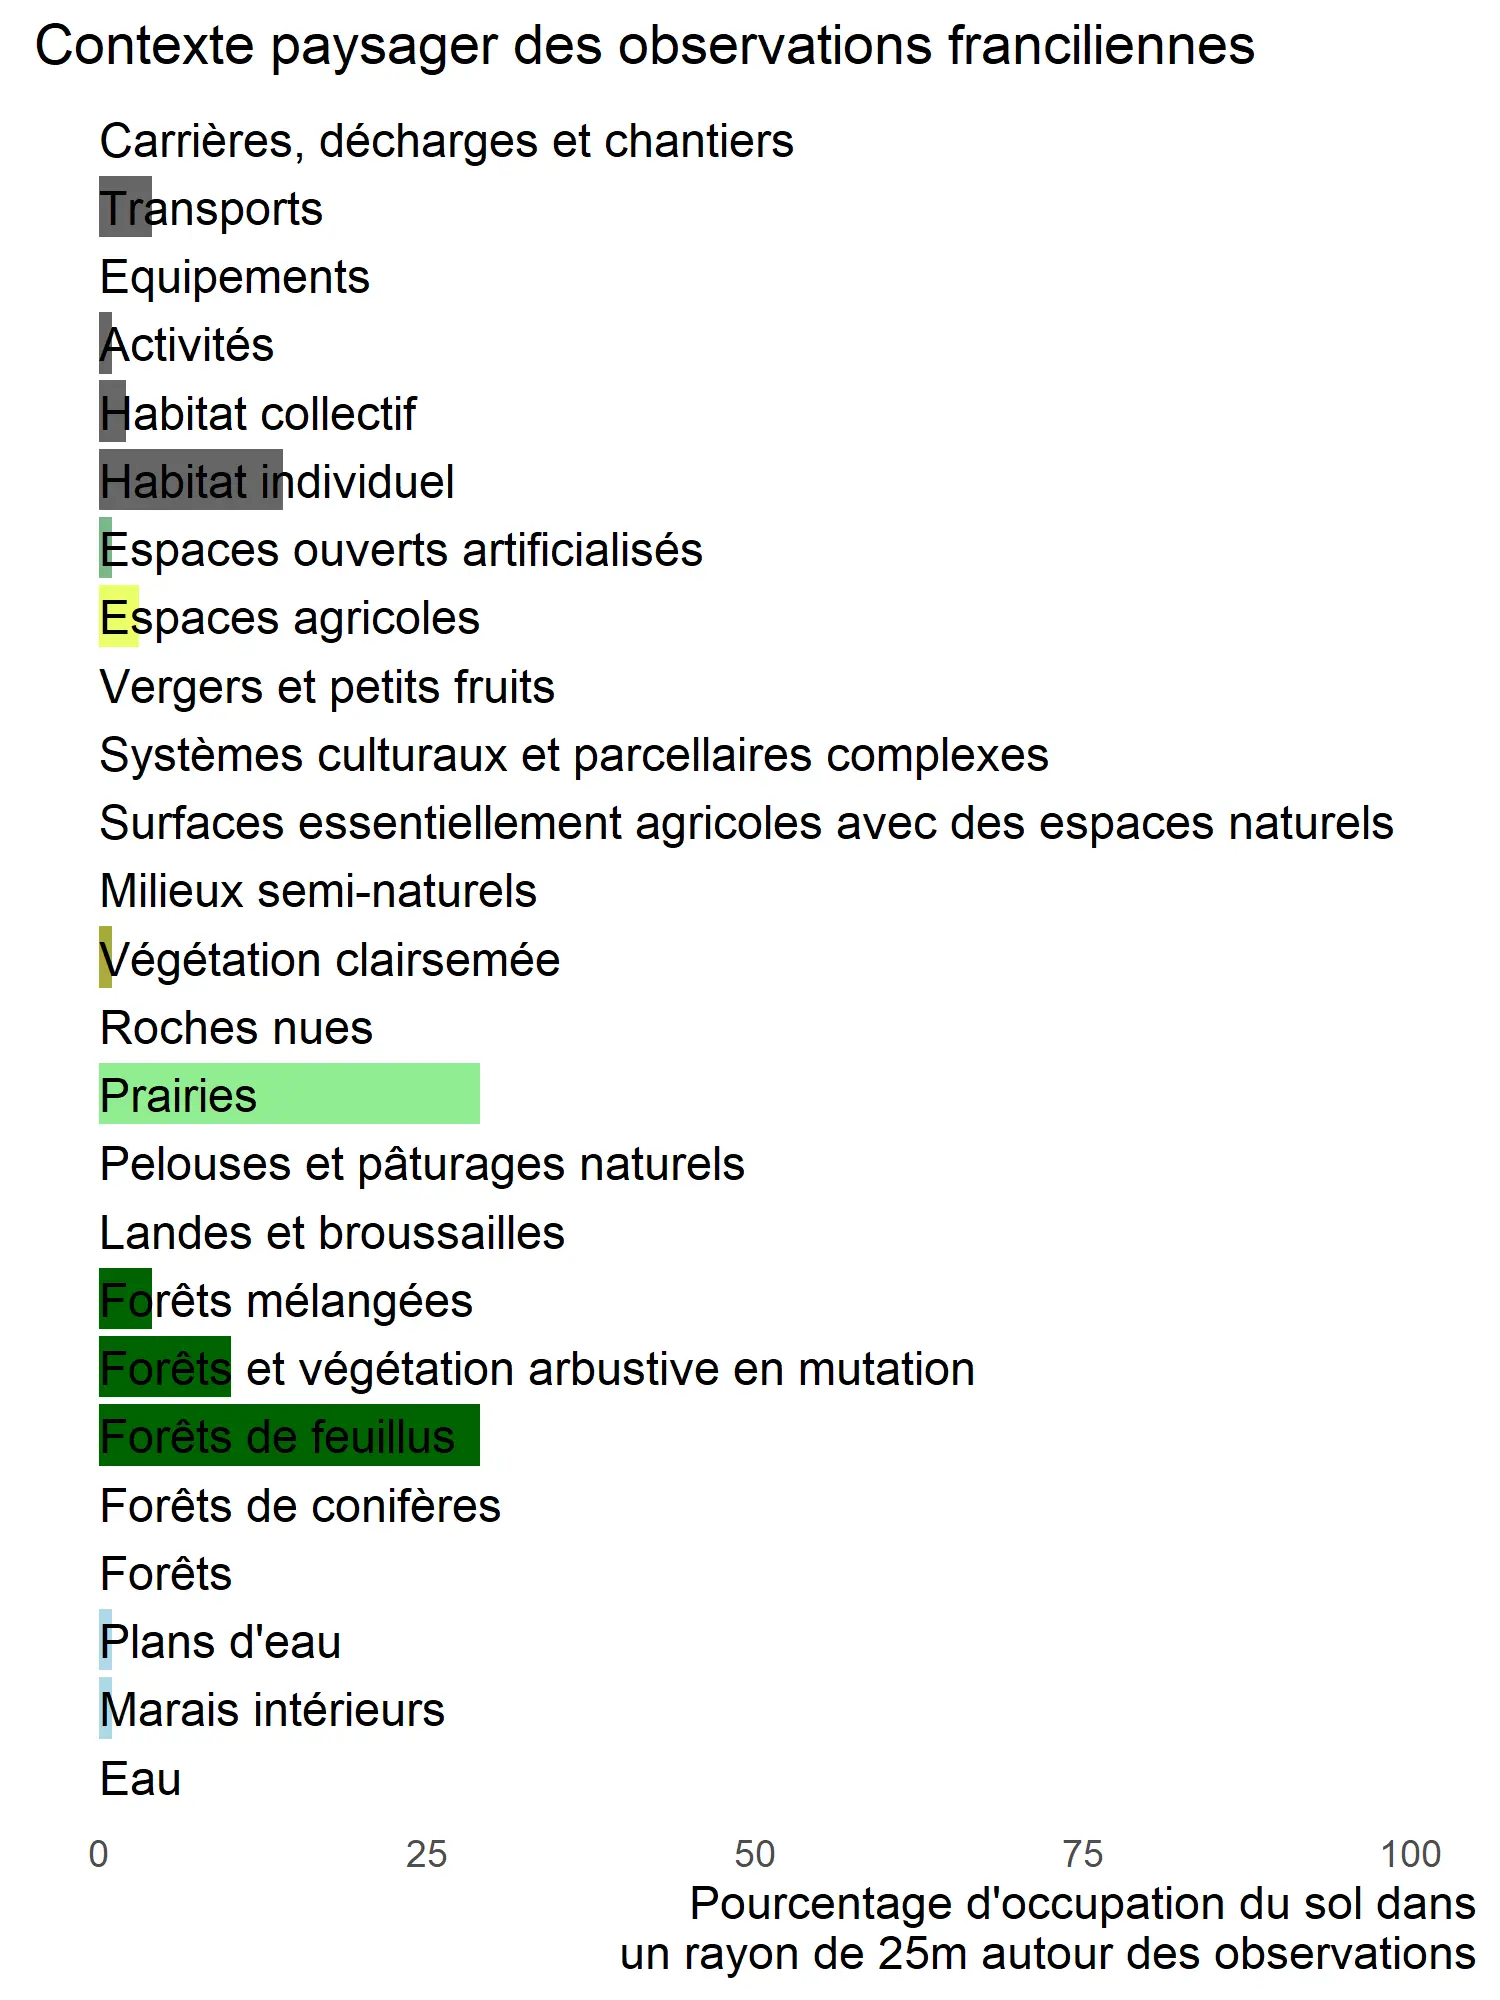 Contexte paysager des observations franciliennes
Carrières, décharges et chantiers
Transports
Equipements
Activités
Habitat collectif
Habitat individuel
Espaces ouverts artificialisés
Espaces agricoles
Vergers et petits fruits
Systèmes culturaux et parcellaires complexes
Surfaces essentiellement agricoles avec des espaces naturels
Milieux semi-naturels
Végétation clairsemée
Roches nues
Prairies
Pelouses et pâturages naturels
Landes et broussailles
Forêts mélangées
Forêts et végétation arbustive en mutation
Forêts de feuillus
Forêts de conifères
Forêts
Plans d'eau
Marais intérieurs
Eau
0 25 50 75 100
Pourcentage d'occupation du sol dans
un rayon de 25m autour des observations